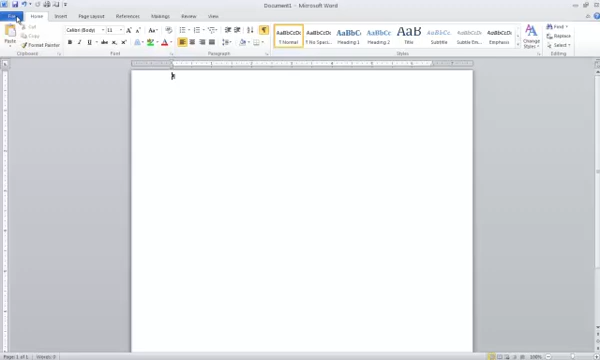 Document1 - Microsoft Word
File Home Insert Page Layout References Mailings Review View
Cut
Copy
Format Painter
Paste
Calibri (Body) 11
AaBbCcDc AaBbCcDc AaBbC AaBbCc AaB AaBbCc AaBbCcDc AaBbCcDc
¶ Normal ¶ No Spaci... Heading 1 Heading 2 Title Subtitle Subtle Em... Emphasis
Change Styles
Find
Replace
Select
Clipboard Font Paragraph Styles Editing
Page: 1 of 1 Words: 0 100%